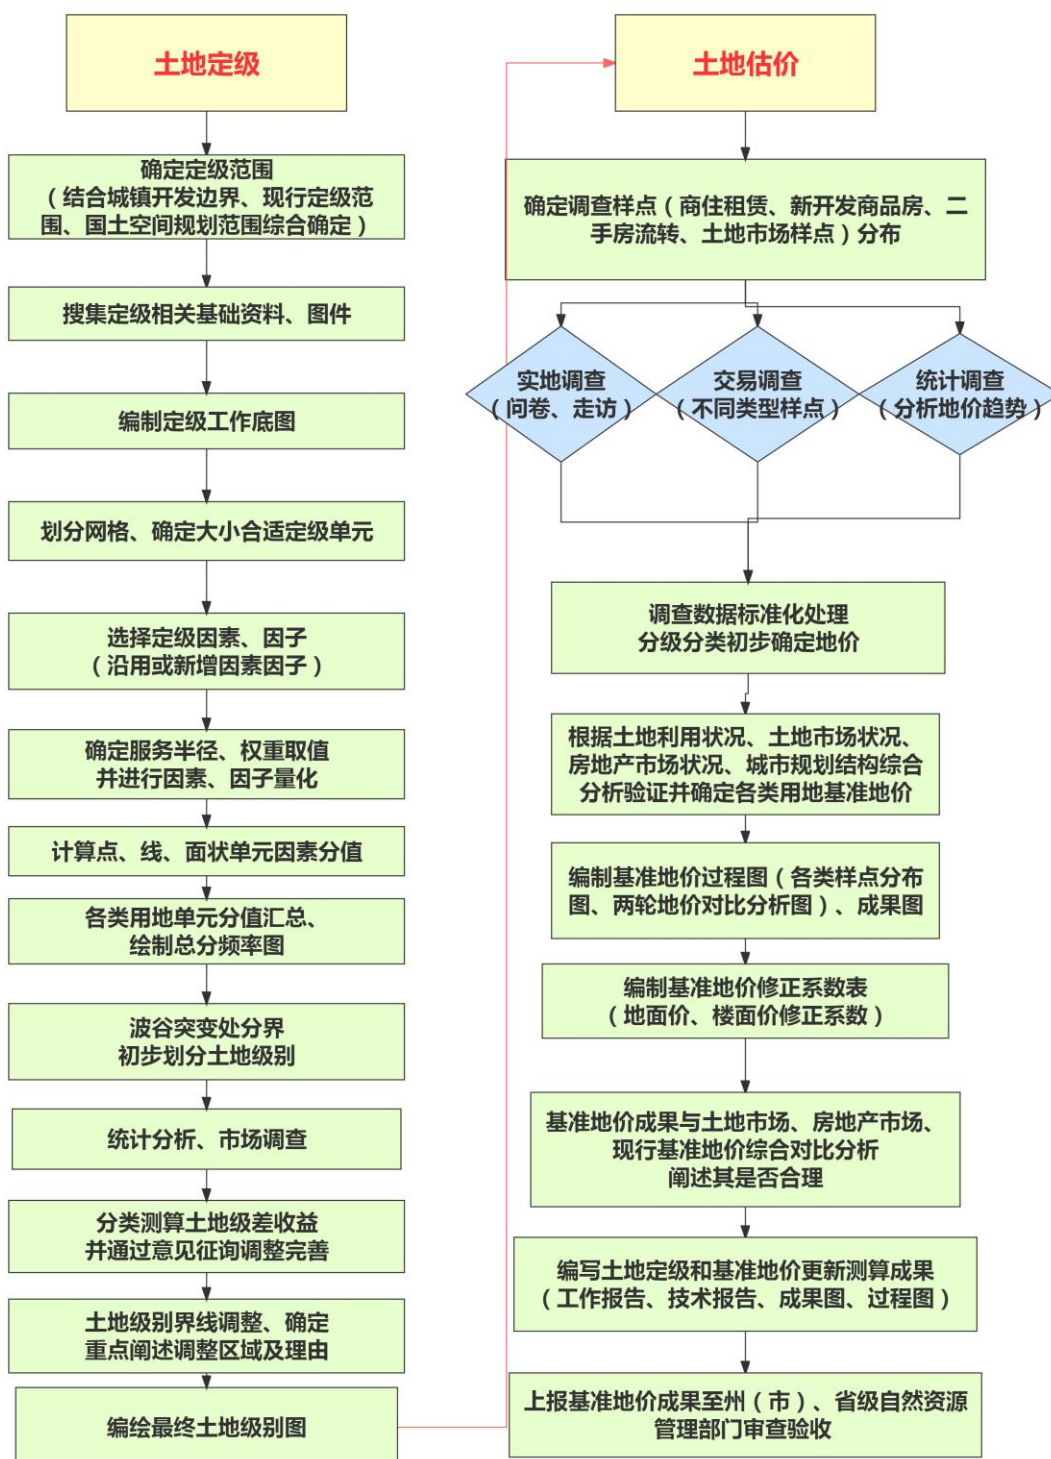 土地定级
确定定级范围
（结合城镇开发边界、现行定级范
围、国土空间规划范围综合确定）
搜集定级相关基础资料、图件
编制定级工作底图
划分网格、确定大小合适定级单元
选择定级因素、因子
（沿用或新增因素因子）
确定服务半径、权重取值
并进行因素、因子量化
计算点、线、面状单元因素分值
各类用地单元分值汇总、
绘制总分频率图
波谷突变处分界
初步划分土地级别
统计分析、市场调查
分类测算土地级差收益
并通过意见征询调整完善
土地级别界线调整、确定
重点阐述调整区域及理由
编绘最终土地级别图
土地估价
确定调查样点（商住租赁、新开发商品房、二
手房流转、土地市场样点）分布
实地调查
（问卷、走访）
交易调查
（不同类型样点）
统计调查
（分析地价趋势）
调查数据标准化处理
分级分类初步确定地价
根据土地利用状况、土地市场状况、
房地产市场状况、城市规划结构综合
分析验证并确定各类用地基准地价
编制基准地价过程图（各类样点分布
图、两轮地价对比分析图）、成果图
编制基准地价修正系数表
（地面价、楼面价修正系数）
基准地价成果与土地市场、房地产市场、
现行基准地价综合对比分析
阐述其是否合理
编写土地定级和基准地价更新测算成果
（工作报告、技术报告、成果图、过程图）
上报基准地价成果至州（市）、省级自然资源
管理部门审查验收